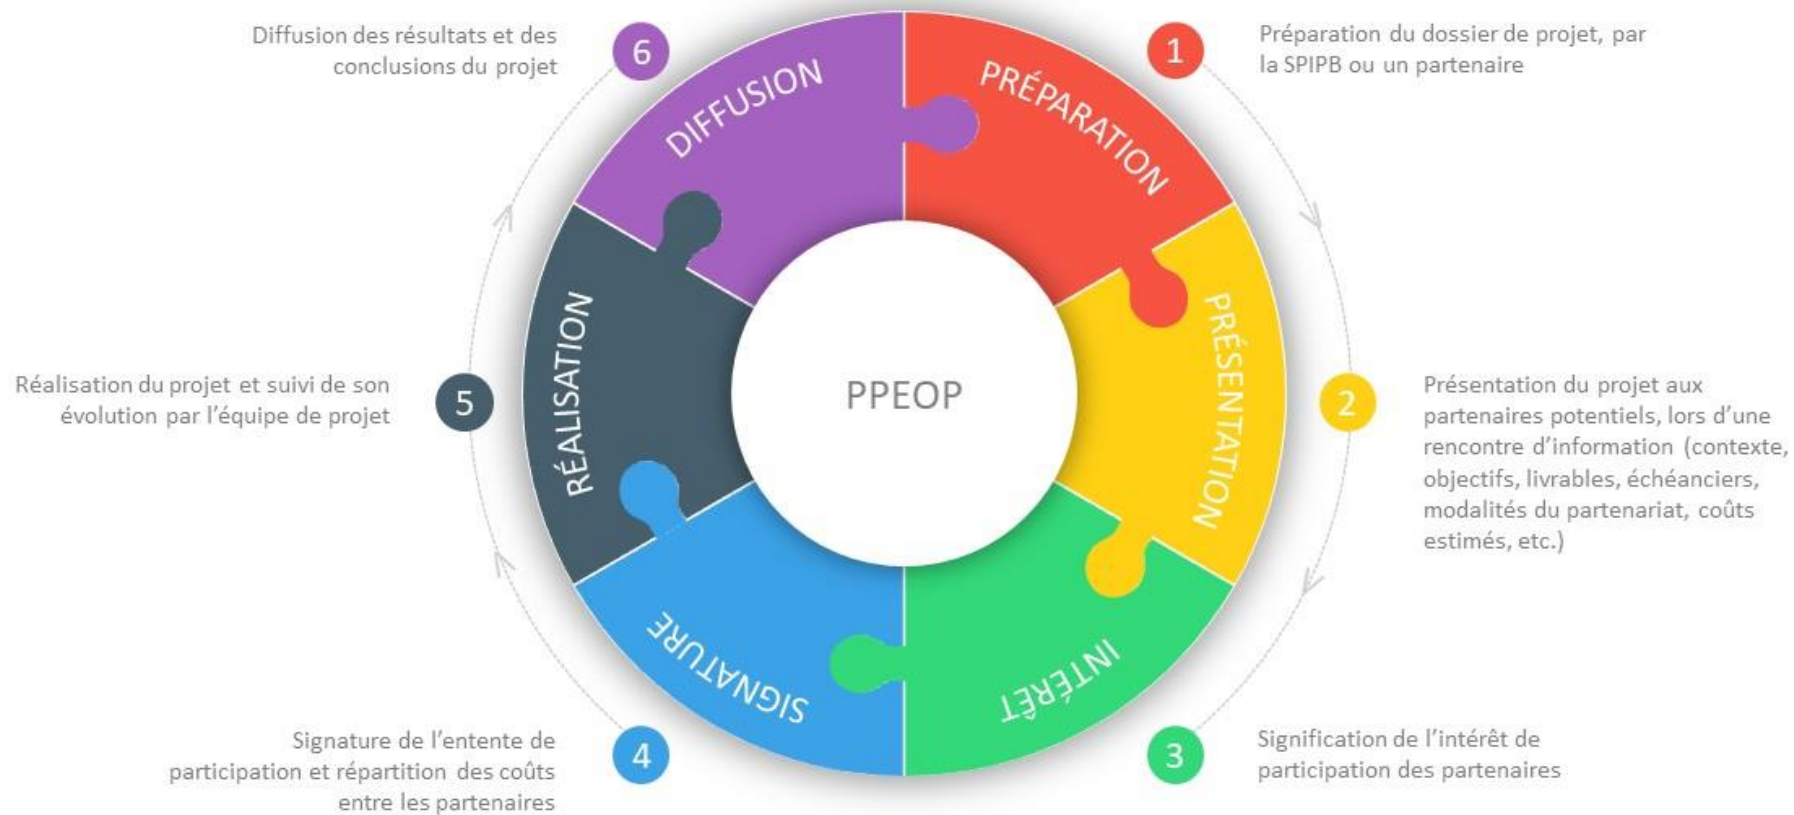 1
PRÉPARATION
Préparation du dossier de projet, par
la SPIPB ou un partenaire
2
PRÉSENTATION
Présentation du projet aux
partenaires potentiels, lors d’une
rencontre d’information (contexte,
objectifs, livrables, échéanciers,
modalités du partenariat, coûts
estimés, etc.)
3
INTÉRÊT
Signification de l’intérêt de
participation des partenaires
4
SIGNATURE
Signature de l’entente de
participation et répartition des coûts
entre les partenaires
5
RÉALISATION
Réalisation du projet et suivi de son
évolution par l’équipe de projet
6
DIFFUSION
Diffusion des résultats et des
conclusions du projet
PPEOP